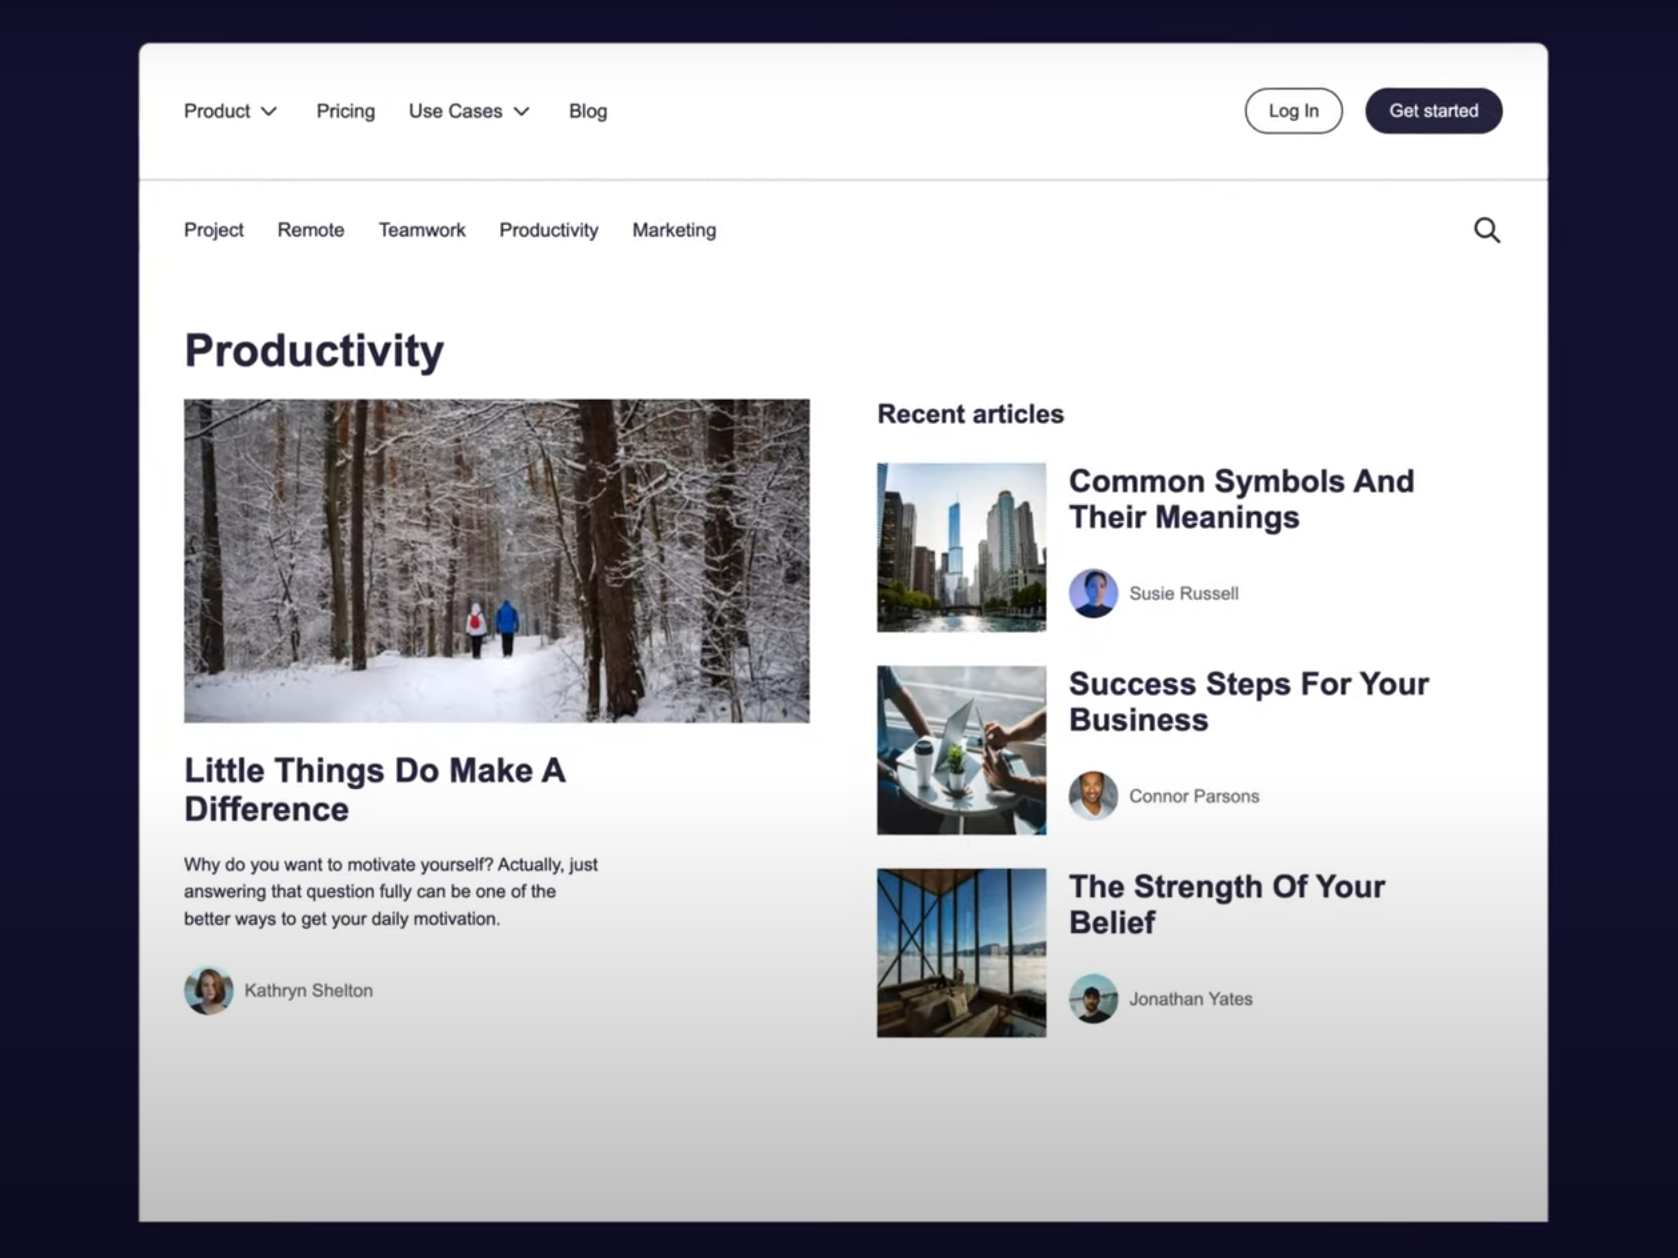 Product
Pricing
Use Cases
Blog
Log In
Get started
Project
Remote
Teamwork
Productivity
Marketing
Productivity
Little Things Do Make A
Difference
Why do you want to motivate yourself? Actually, just
answering that question fully can be one of the
better ways to get your daily motivation.
Kathryn Shelton
Recent articles
Common Symbols And
Their Meanings
Susie Russell
Success Steps For Your
Business
Connor Parsons
The Strength Of Your
Belief
Jonathan Yates